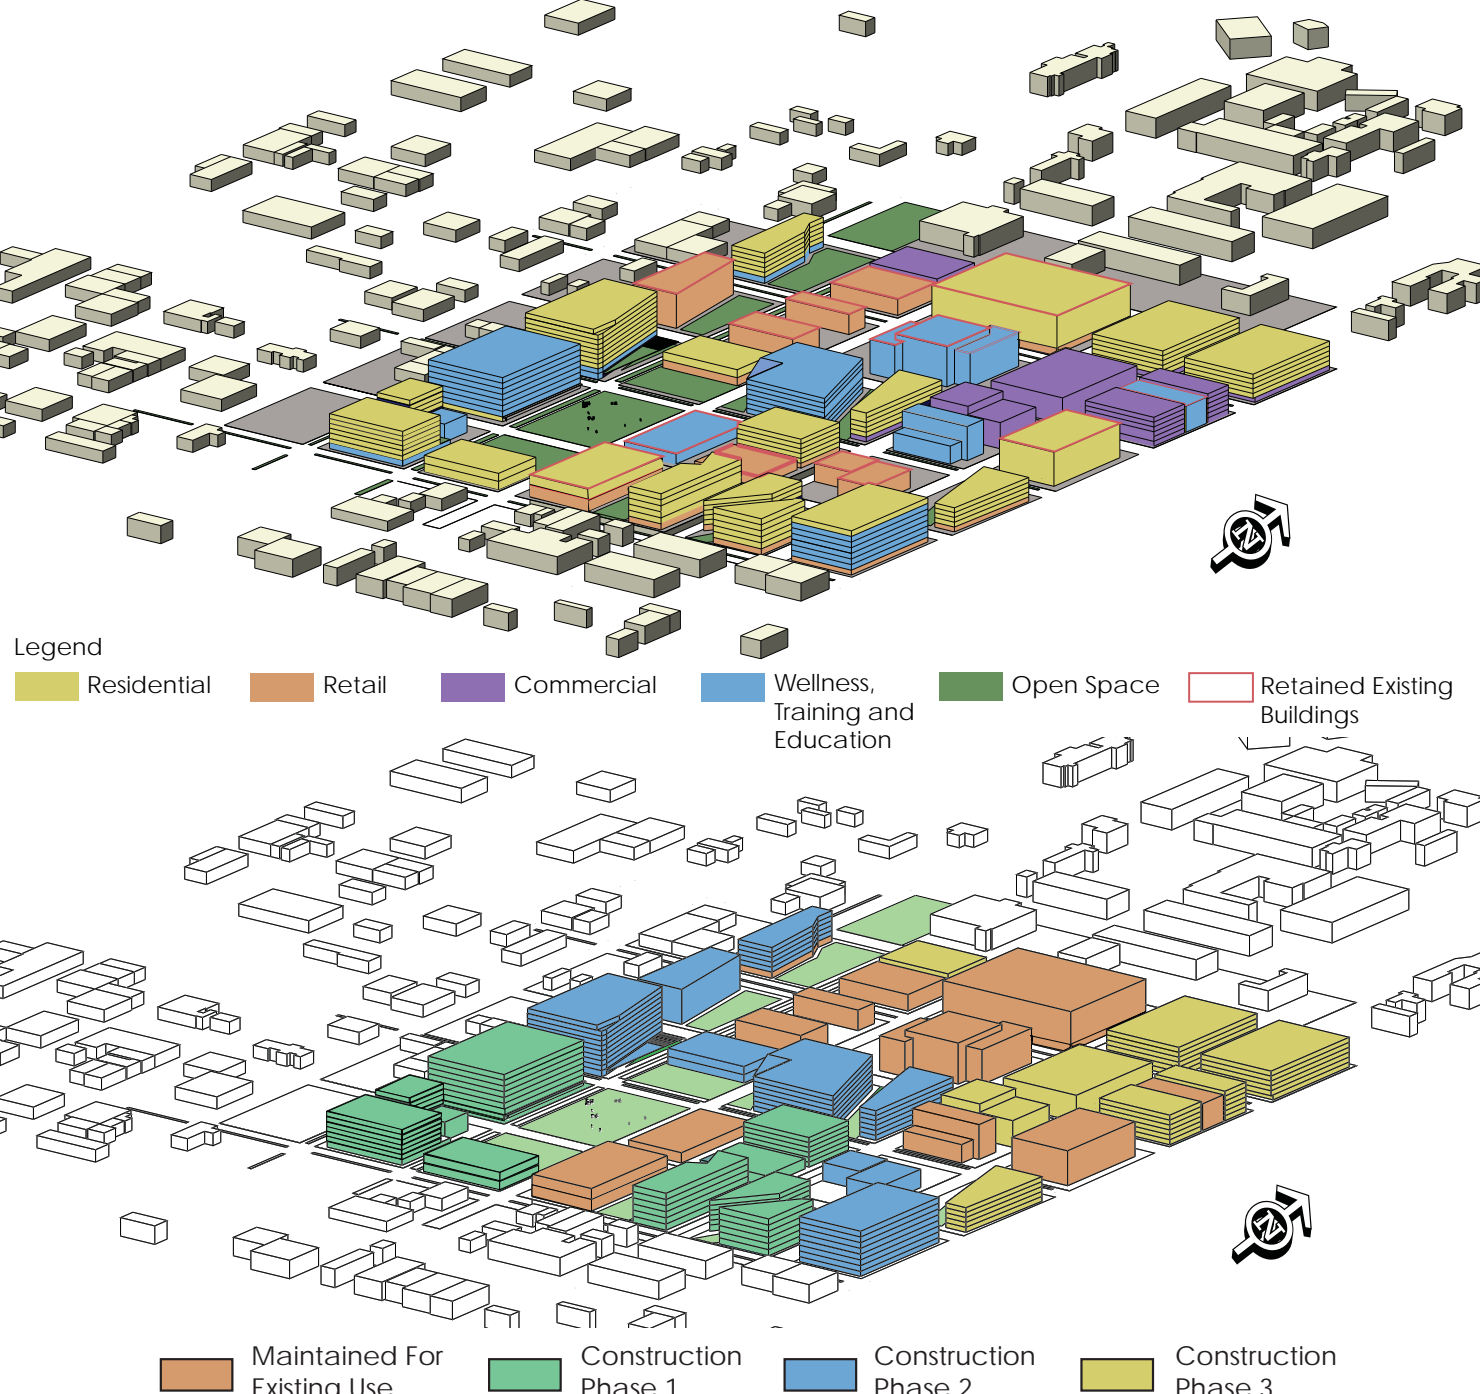 N
Legend
Residential
Retail
Commercial
Wellness,
Training and
Education
Open Space
Retained Existing
Buildings
N
Maintained For
Existing Use
Construction
Phase 1
Construction
Phase 2
Construction
Phase 3